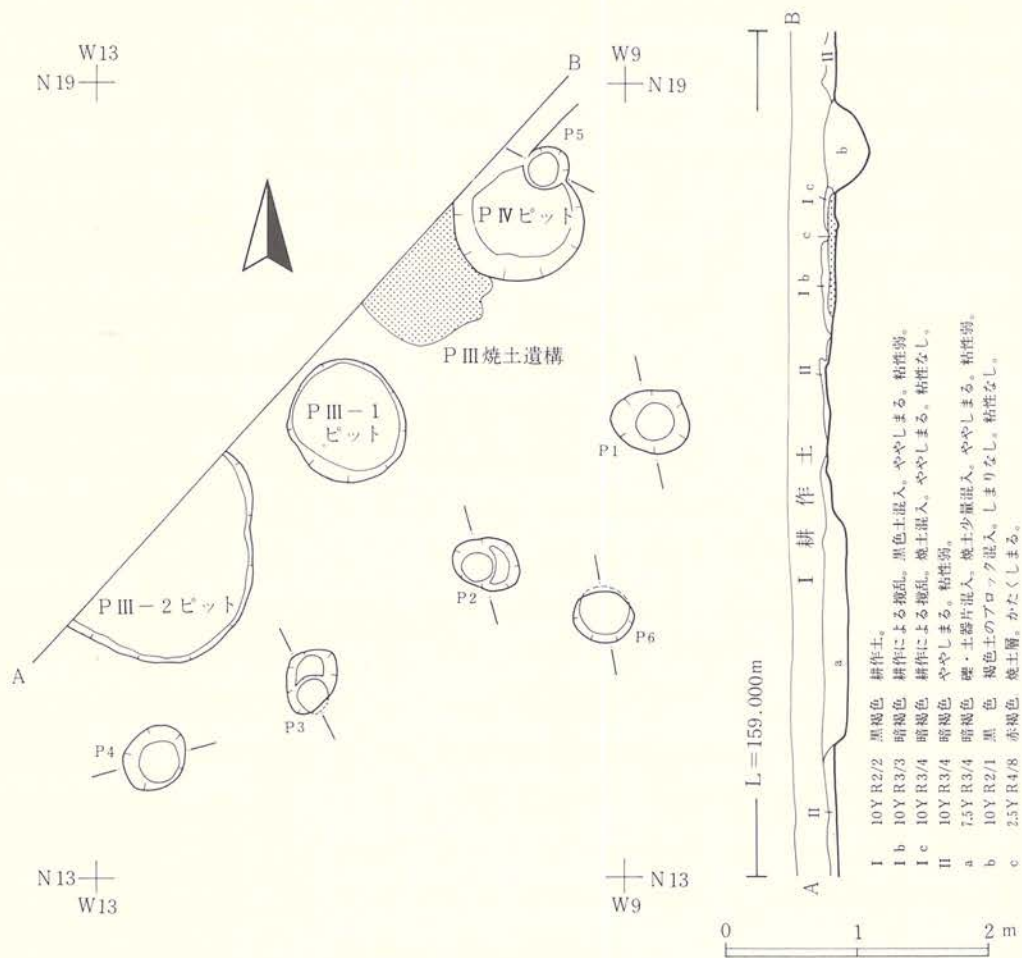 W13
N19
W9
N19
B
P5
PⅣピット
PⅢ焼土遺構
PⅢ－1
ピット
P1
P2
P6
PⅢ－2ピット
A
P3
P4
N13
W13
N13
W9
B
Ⅱ
b
Ⅰc
c
Ⅰb
Ⅱ
Ⅰ 耕作土
a
Ⅱ
A
L＝159.000m
Ⅰ 10YR2/2 黒褐色 耕作土。
Ⅰb 10YR3/3 暗褐色 耕作による攪乱。黒色土混入。ややしまる。粘性弱。
Ⅰc 10YR3/4 暗褐色 耕作による攪乱。焼土混入。ややしまる。粘性なし。
Ⅱ 10YR3/4 暗褐色 ややしまる。粘性弱。
a 7.5YR3/4 暗褐色 礫・土器片混入。焼土少量混入。ややしまる。粘性弱。
b 10YR2/1 黒色 褐色土のブロック混入。しまりなし。粘性なし。
c 2.5YR4/8 赤褐色 焼土層。かたくしまる。
0 1 2m